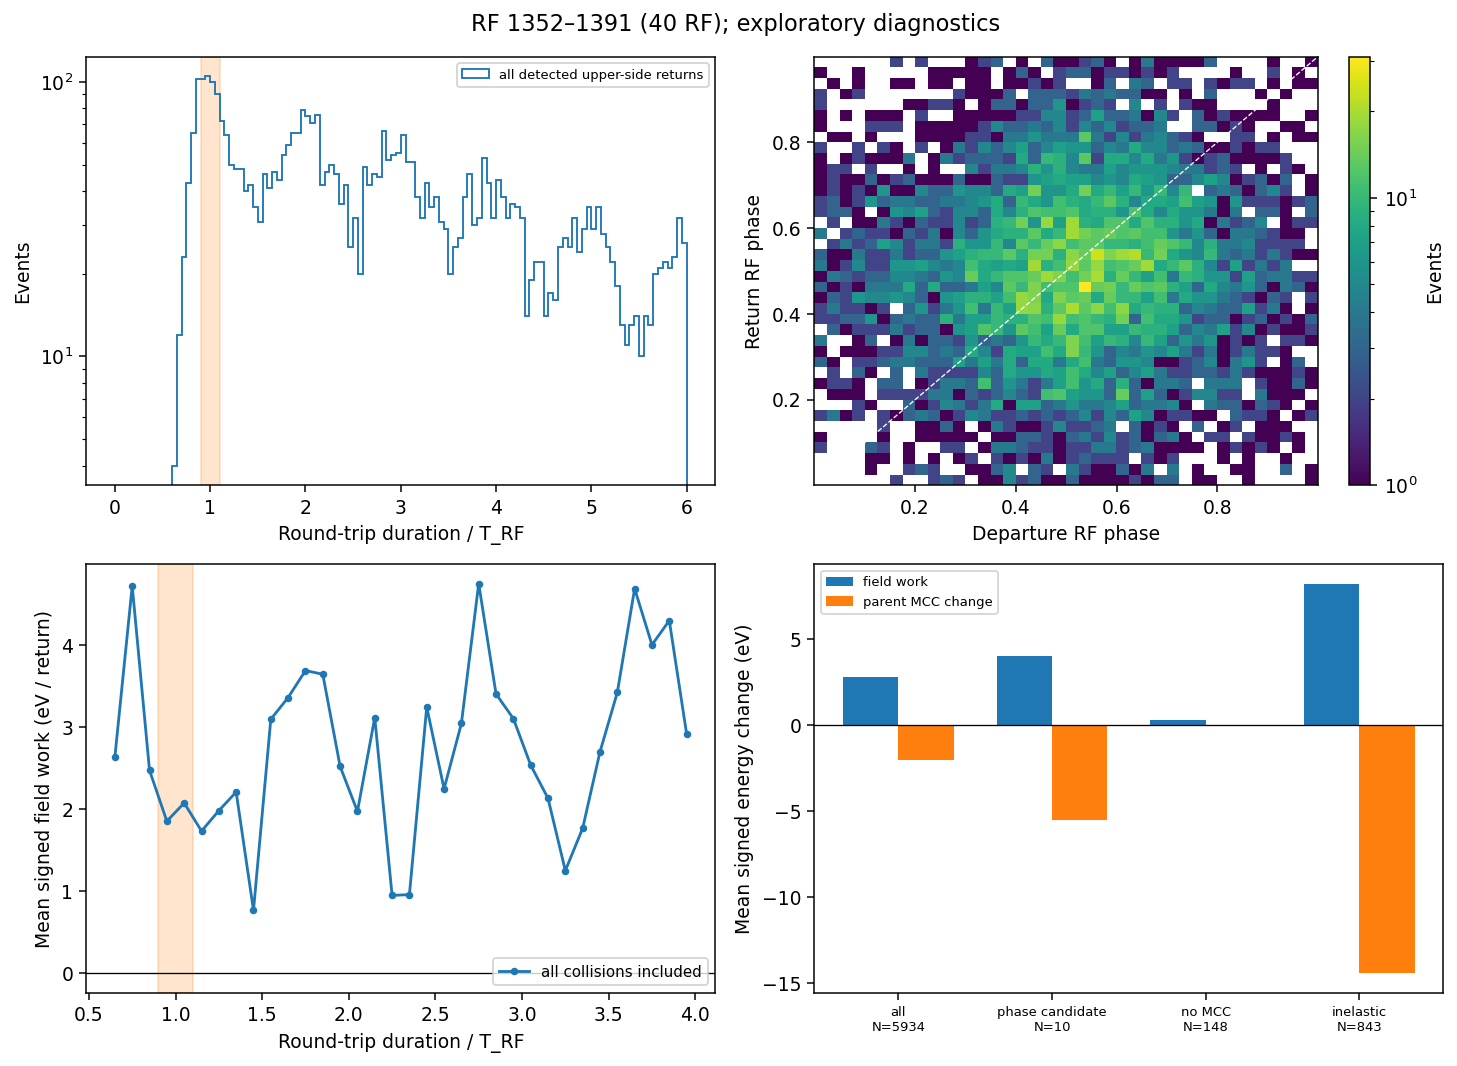 RF 1352–1391 (40 RF); exploratory diagnostics
all detected upper-side returns
10²
10¹
Events
0 1 2 3 4 5 6
Round-trip duration / T_RF
0.8
0.6
0.4
0.2
Return RF phase
0.2 0.4 0.6 0.8
Departure RF phase
10¹
10⁰
Events
4
3
2
1
0
Mean signed field work (eV / return)
all collisions included
0.5 1.0 1.5 2.0 2.5 3.0 3.5 4.0
Round-trip duration / T_RF
field work
parent MCC change
5
0
−5
−10
−15
Mean signed energy change (eV)
all
N=5934
phase candidate
N=10
no MCC
N=148
inelastic
N=843